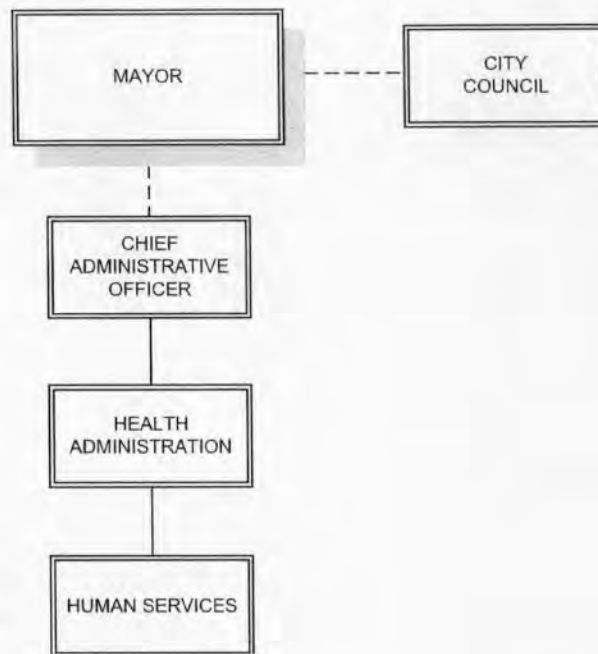 MAYOR
CITY
COUNCIL
CHIEF
ADMINISTRATIVE
OFFICER
HEALTH
ADMINISTRATION
HUMAN SERVICES